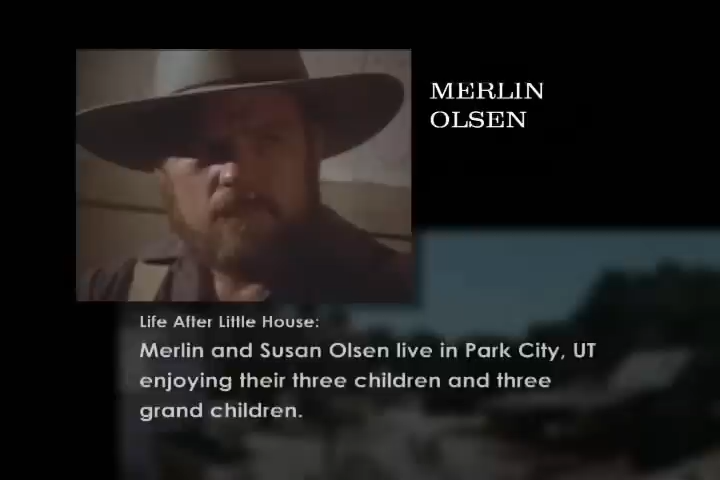 MERLIN
OLSEN
Life After Little House:
Merlin and Susan Olsen live in Park City, UT
enjoying their three children and three
grand children.